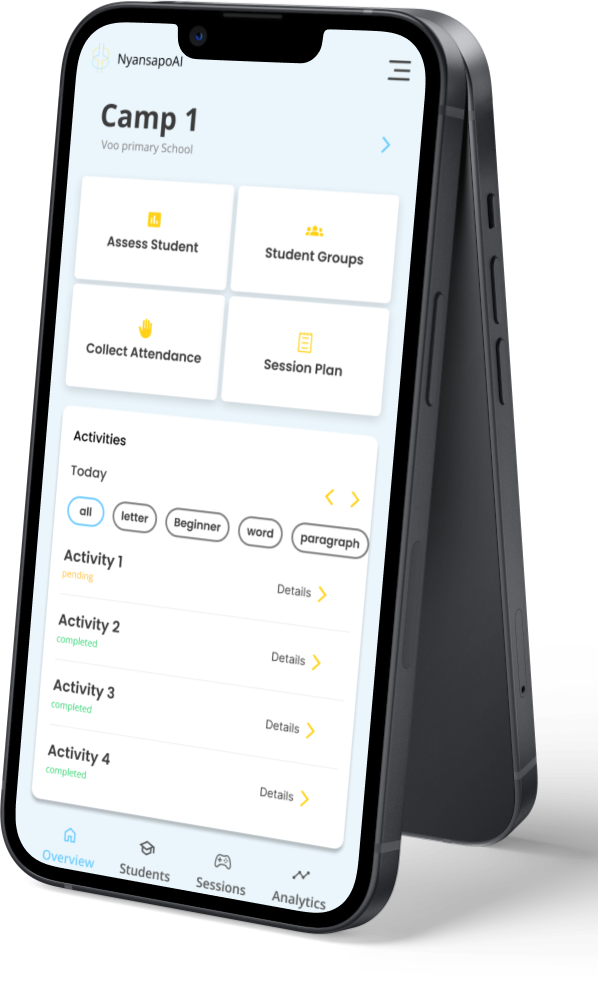 NyansapoAI
Camp 1
Voo primary School
Assess Student
Student Groups
Collect Attendance
Session Plan
Activities
Today
all letter Beginner word paragraph
Activity 1
pending
Details
Activity 2
completed
Details
Activity 3
completed
Details
Activity 4
completed
Details
Overview Students Sessions Analytics